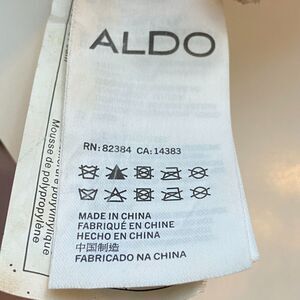 ALDO
RN: 82384 CA: 14383
MADE IN CHINA
FABRIQUÉ EN CHINE
HECHO EN CHINA
中国制造
FABRICADO NA CHINA
polyvinylique
Mousse de polypropylène